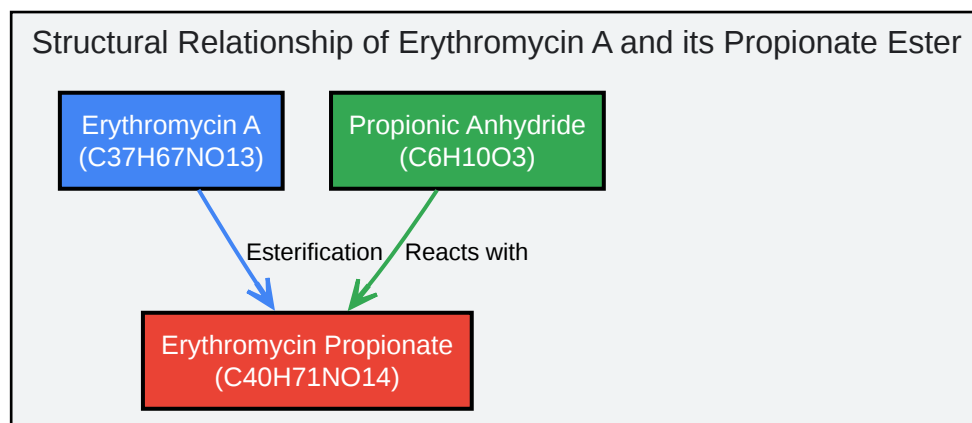 Structural Relationship of Erythromycin A and its Propionate Ester
Erythromycin A
(C37H67NO13)
Propionic Anhydride
(C6H10O3)
Esterification
Reacts with
Erythromycin Propionate
(C40H71NO14)